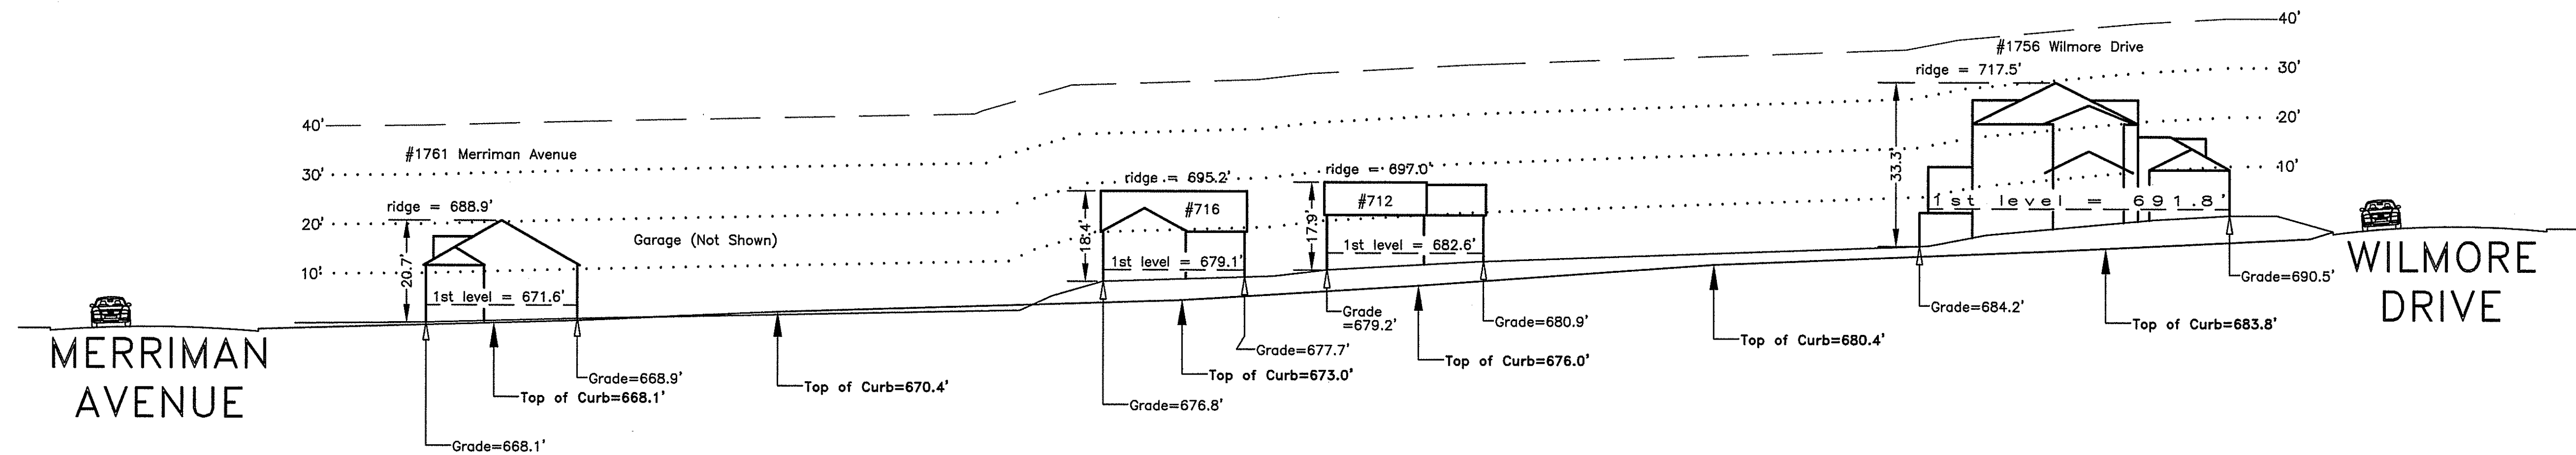 40'
#1756 Wilmore Drive
ridge = 717.5'
30'
20'
10'
33.3'
1st level = 691.8'
40'
#1761 Merriman Avenue
30'
ridge = 688.9'
20'
10'
20.7'
Garage (Not Shown)
1st level = 671.6'
ridge = 695.2'
#716
18.4'
1st level = 679.1'
ridge = 697.0'
#712
17.9'
1st level = 682.6'
MERRIMAN
AVENUE
WILMORE
DRIVE
Grade=668.1'
Top of Curb=668.1'
Grade=668.9'
Top of Curb=670.4'
Grade=676.8'
Top of Curb=673.0'
Grade=677.7'
Grade
=679.2'
Top of Curb=676.0'
Grade=680.9'
Top of Curb=680.4'
Grade=684.2'
Top of Curb=683.8'
Grade=690.5'